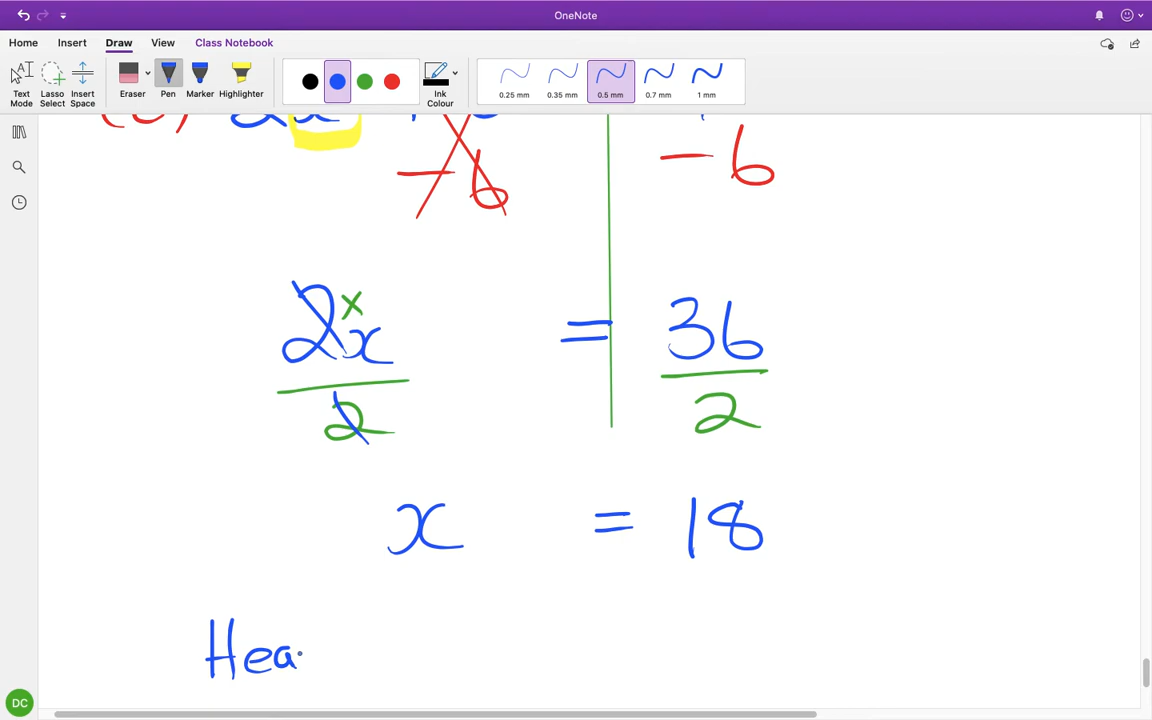 OneNote
Home Insert Draw View Class Notebook
Text Mode Lasso Select Insert Space Eraser Pen Marker Highlighter Ink Colour 0.25 mm 0.35 mm 0.5 mm 0.7 mm 1 mm
- 6 - 6
2 x x = 36
2 2
x = 18
Hea
DC